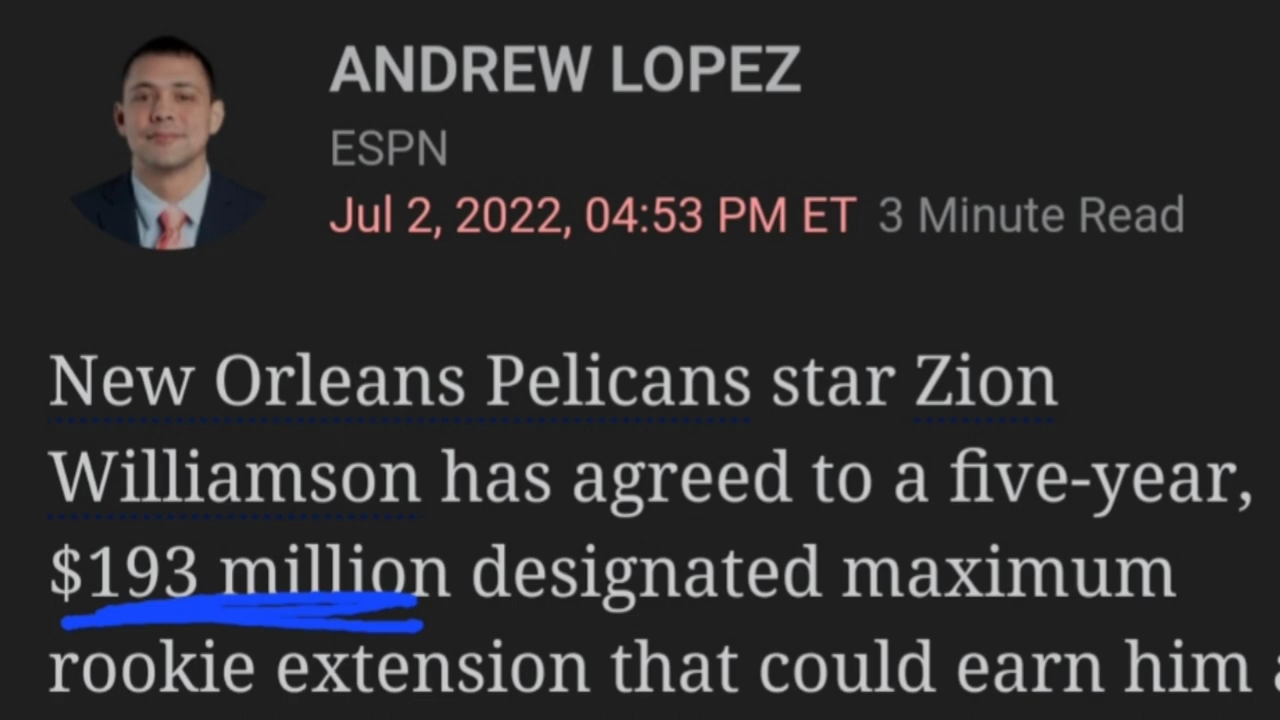 ANDREW LOPEZ
ESPN
Jul 2, 2022, 04:53 PM ET 3 Minute Read
New Orleans Pelicans star Zion
Williamson has agreed to a five-year,
$193 million designated maximum
rookie extension that could earn him